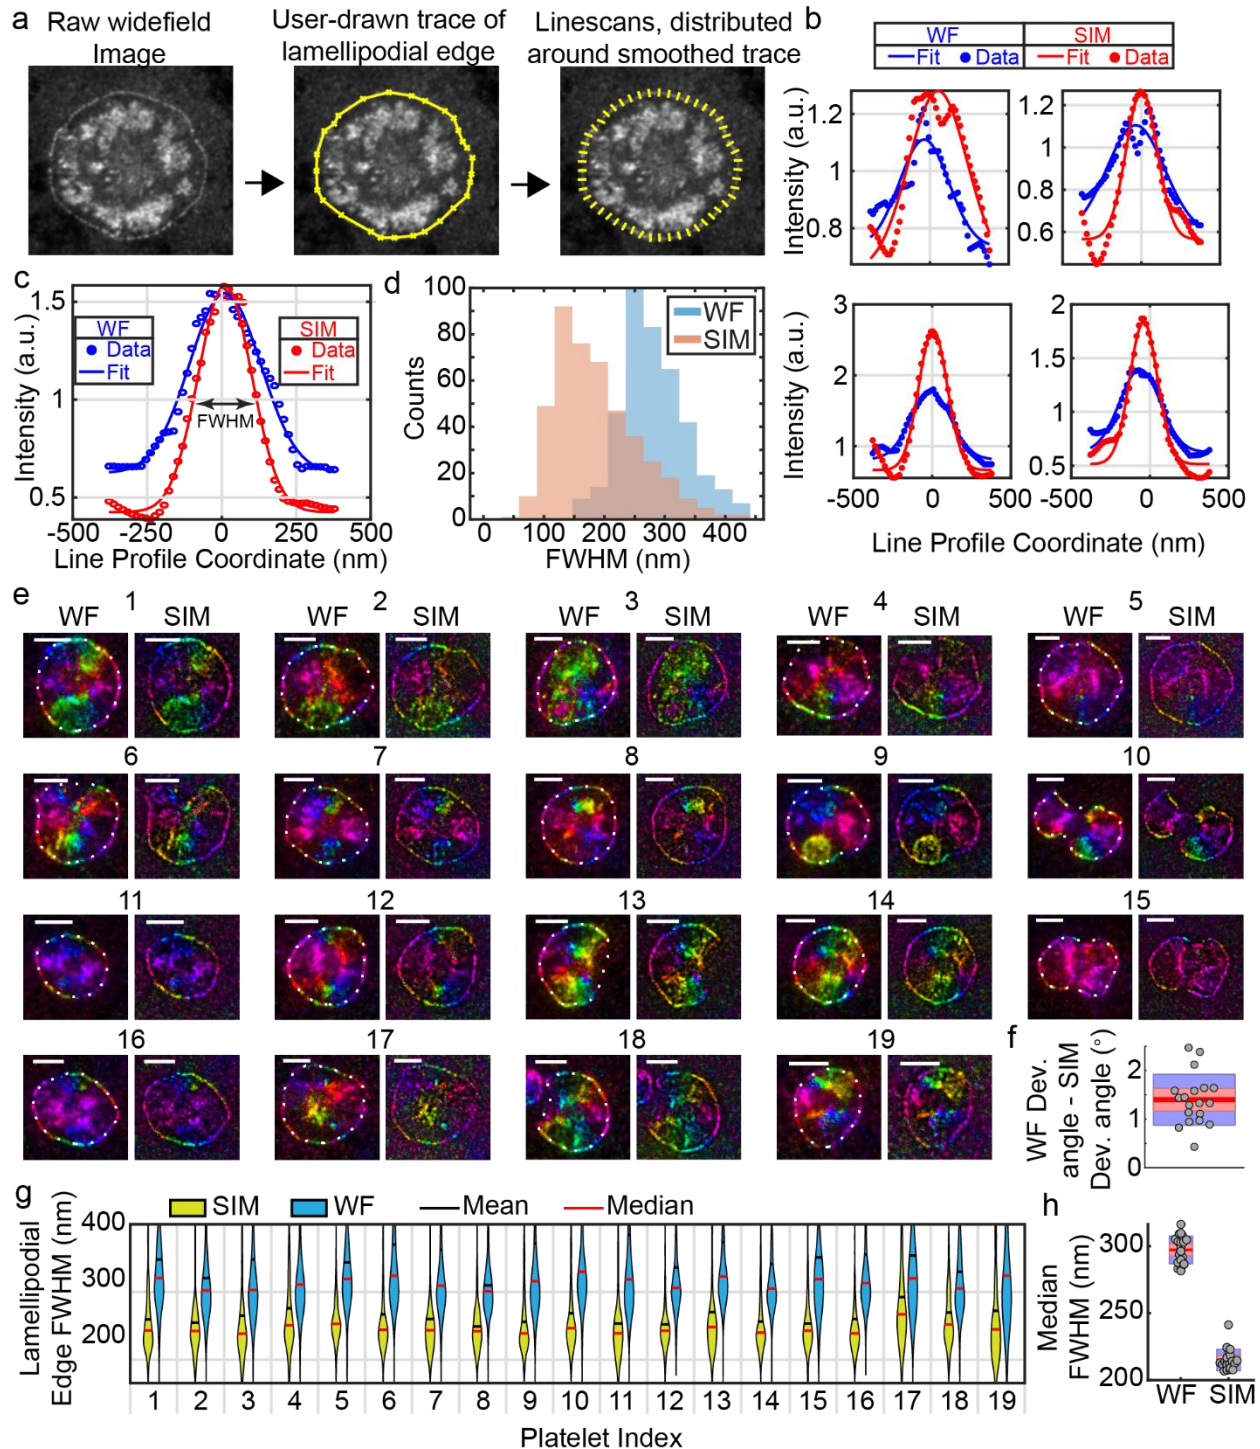 a Raw widefield Image
User-drawn trace of lamellipodial edge
Linescans, distributed around smoothed trace
b
WF SIM
Fit Data Fit Data
Intensity (a.u.)
1.2
1
0.8
1.2
1.0
0.8
0.6
Intensity (a.u.)
3
2
1
-500 0 500
2
1.5
1
0.5
-500 0 500
Line Profile Coordinate (nm)
c
Intensity (a.u.)
1.5
1
0.5
WF
Data
Fit
SIM
Data
Fit
FWHM
-500 -250 0 250 500
Line Profile Coordinate (nm)
d
Counts
100
80
60
40
20
0
WF
SIM
0 100 200 300 400
FWHM (nm)
e
1 2 3 4 5
WF SIM WF SIM WF SIM WF SIM WF SIM
6 7 8 9 10
11 12 13 14 15
16 17 18 19
f
WF Dev. angle - SIM Dev. angle (°)
2
1
0
g
SIM WF Mean Median
Lamellipodial Edge FWHM (nm)
400
300
200
1 2 3 4 5 6 7 8 9 10 11 12 13 14 15 16 17 18 19
Platelet Index
h
Median FWHM (nm)
300
250
200
WF SIM